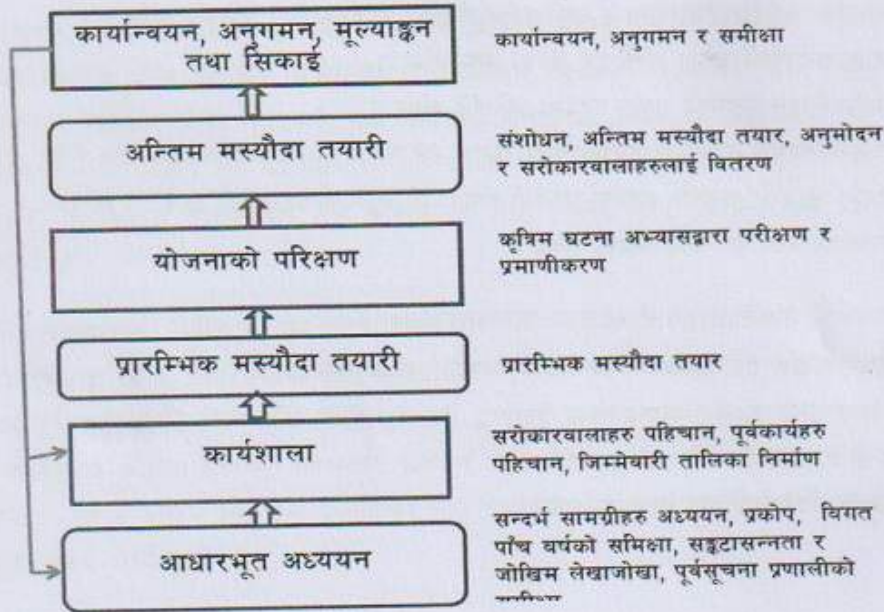 कार्यान्वयन, अनुगमन, मूल्याङ्कन
तथा सिकाई
कार्यान्वयन, अनुगमन र समीक्षा
अन्तिम मस्यौदा तयारी
संशोधन, अन्तिम मस्यौदा तयार, अनुमोदन
र सरोकारवालाहरुलाई वितरण
योजनाको परिक्षण
कृत्रिम घटना अभ्यासद्वारा परीक्षण र
प्रमाणीकरण
प्रारम्भिक मस्यौदा तयारी
प्रारम्भिक मस्यौदा तयार
कार्यशाला
सरोकारवालाहरु पहिचान, पूर्वकार्यहरु
पहिचान, जिम्मेबारी तालिका निर्माण
आधारभूत अध्ययन
सन्दर्भ सामग्रीहरु अध्ययन, प्रकोप, विगत
पाँच बर्षको समिक्षा, सङ्कटासन्नता र
जोखिम लेखाजोखा, पूर्वसूचना प्रणालीको